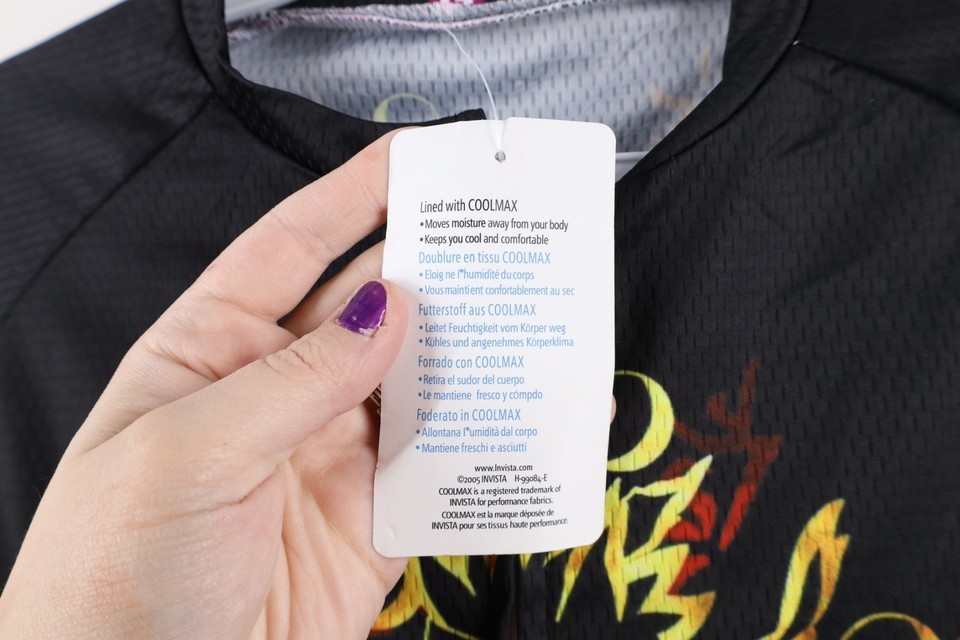 Lined with COOLMAX
•Moves moisture away from your body
•Keeps you cool and comfortable
Doublure en tissu COOLMAX
•Eloig ne l"humidité du corps
•Vous mainti ent confortablement au sec
Futterstoff aus COOLMAX
•Leitet Feuchtigkeit vom Körper weg
•Kühles und angenehmes Körperklima
Forrado con COOLMAX
•Retira el sudor del cuerpo
•Le mantiene fresco y cómpdo
Foderato in COOLMAX
•Allontana l"umidità dal corpo
•Mantiene freschi e asciutti
www.lnvista.com
©2005 INVISTA H-99084-E
COOLMAX is a registered trademark of
INVISTA for performance fabrics.
COOLMAX est la marque déposée de
INVISTA pour ses tissus haute performance.